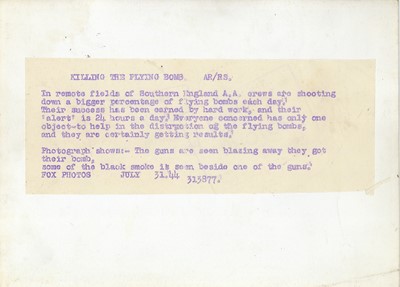 KILLING THE FLYING BOMB. AR/RS.
In remote fields of Southern England A.A. crews are shooting
down a bigger percentage of flying bombs each day.
Their success has been earned by hard work, and their
'alert' is 24 hours a day. Everyone concerned has only one
object-to help in the distruction og the flying bombs,
and they are certainly getting results.
Photograph shows:- The guns are seen blazing away they got
their bomb,
some of the blank smoke is seen beside one of the guns.
FOX PHOTOS JULY 31.44 313877.